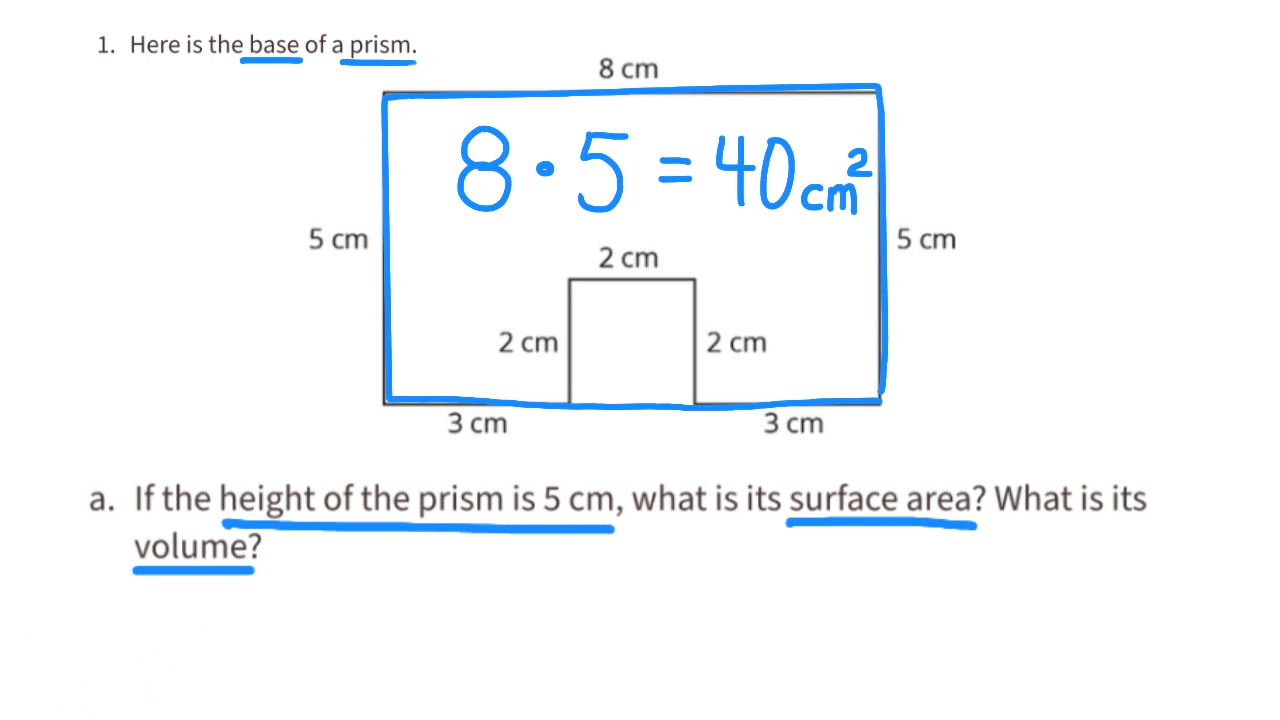 1. Here is the base of a prism.
8 cm
8 · 5 = 40 cm²
5 cm
5 cm
2 cm
2 cm
2 cm
3 cm
3 cm
a. If the height of the prism is 5 cm, what is its surface area? What is its
volume?